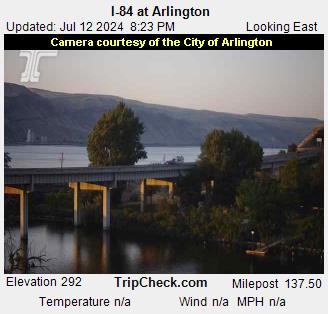 I-84 at Arlington
Updated: Jul 12 2024 8:23 PM Looking East
Camera courtesy of the City of Arlington
Elevation 292 TripCheck.com Milepost 137.50
Temperature n/a Wind n/a MPH n/a